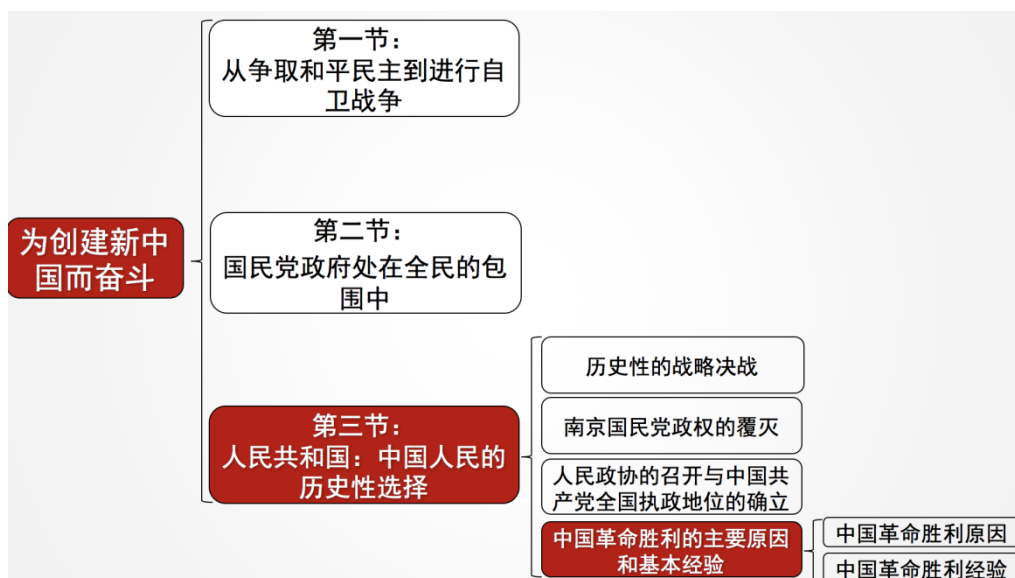 为创建新中
国而奋斗
第一节：
从争取和平民主到进行自
卫战争
第二节：
国民党政府处在全民的包
围中
第三节：
人民共和国：中国人民的
历史性选择
历史性的战略决战
南京国民党政权的覆灭
人民政协的召开与中国共
产党全国执政地位的确立
中国革命胜利的主要原因
和基本经验
中国革命胜利原因
中国革命胜利经验